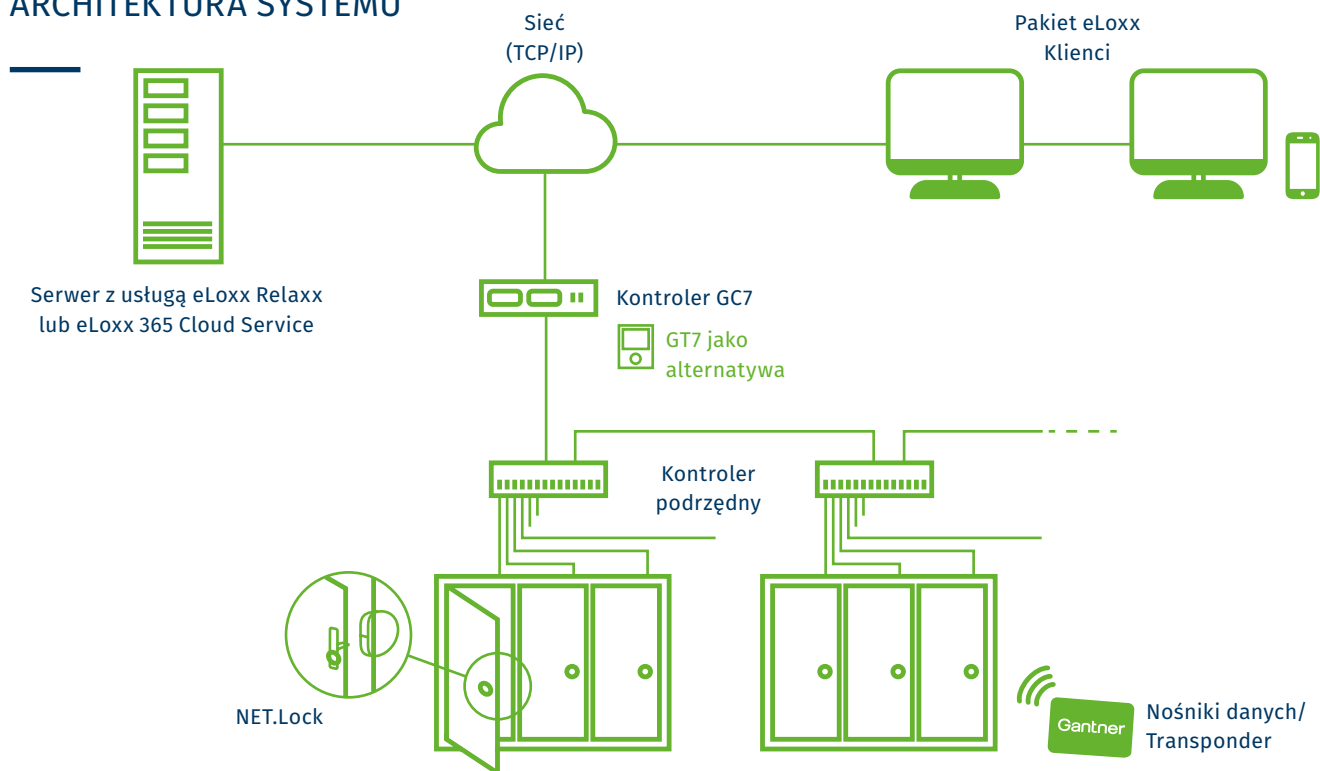 ARCHITEKTURA SYSTEMU
Sieć
(TCP/IP)
Pakiet eLoxx
Klienci
Serwer z usługą eLoxx Relaxx
lub eLoxx 365 Cloud Service
Kontroler GC7
GT7 jako
alternatywa
Kontroler
podrzędny
NET.Lock
Gantner
Nośniki danych/
Transponder